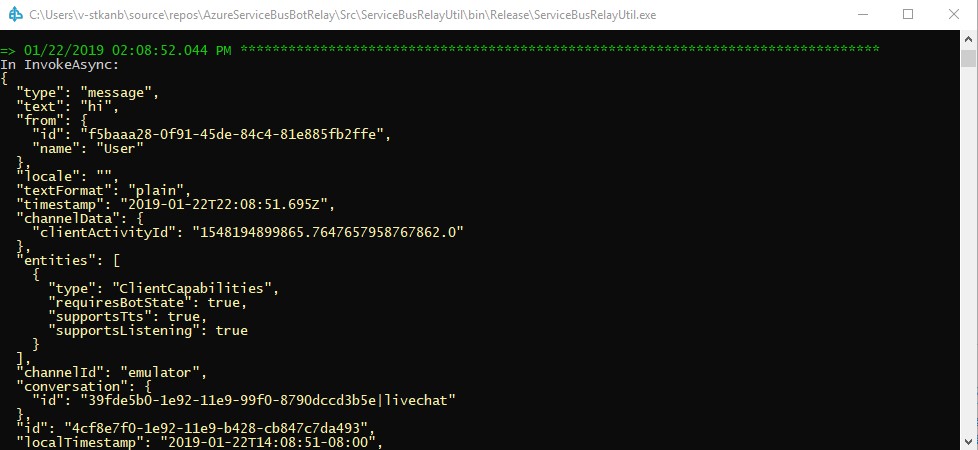 C:\Users\v-stkanb\source\repos\AzureServiceBusBotRelay\Src\ServiceBusRelayUtil\bin\Release\ServiceBusRelayUtil.exe
=> 01/22/2019 02:08:52.044 PM ********************************************************************************
In InvokeAsync:
{
  "type": "message",
  "text": "hi",
  "from": {
    "id": "f5baaa28-0f91-45de-84c4-81e885fb2ffe",
    "name": "User"
  },
  "locale": "",
  "textFormat": "plain",
  "timestamp": "2019-01-22T22:08:51.695Z",
  "channelData": {
    "clientActivityId": "1548194899865.7647657958767862.0"
  },
  "entities": [
    {
      "type": "ClientCapabilities",
      "requiresBotState": true,
      "supportsTts": true,
      "supportsListening": true
    }
  ],
  "channelId": "emulator",
  "conversation": {
    "id": "39fde5b0-1e92-11e9-99f0-8790dccd3b5e|livechat"
  },
  "id": "4cf8e7f0-1e92-11e9-b428-cb847c7da493",
  "localTimestamp": "2019-01-22T14:08:51-08:00",